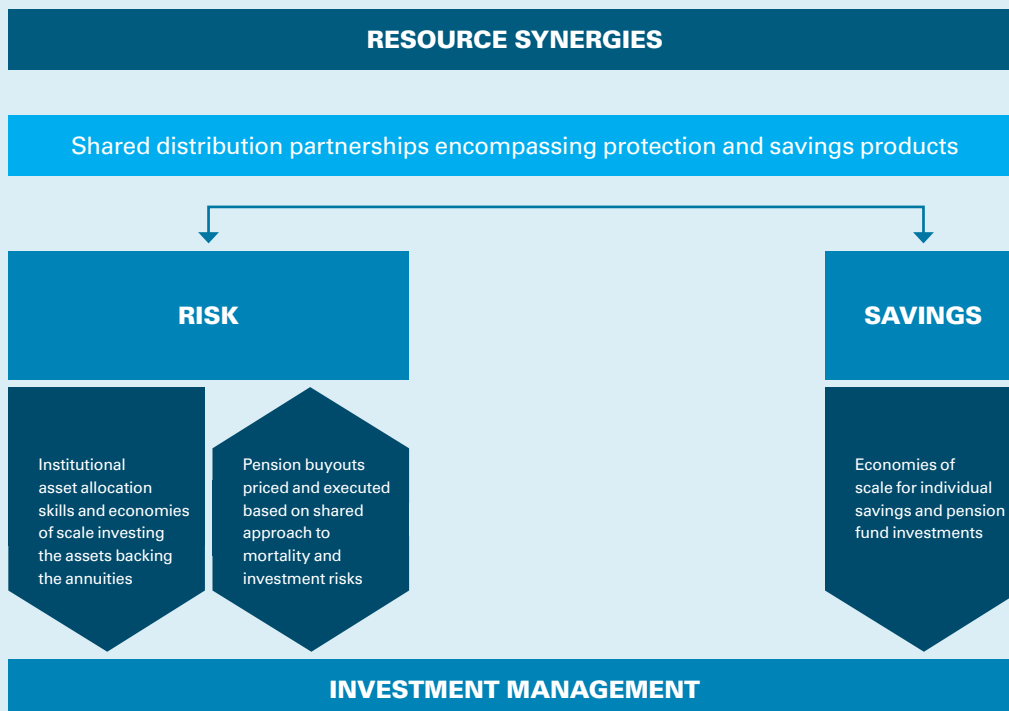 RESOURCE SYNERGIES
Shared distribution partnerships encompassing protection and savings products
RISK
SAVINGS
Institutional
asset allocation
skills and economies
of scale investing
the assets backing
the annuities
Pension buyouts
priced and executed
based on shared
approach to
mortality and
investment risks
Economies of
scale for individual
savings and pension
fund investments
INVESTMENT MANAGEMENT